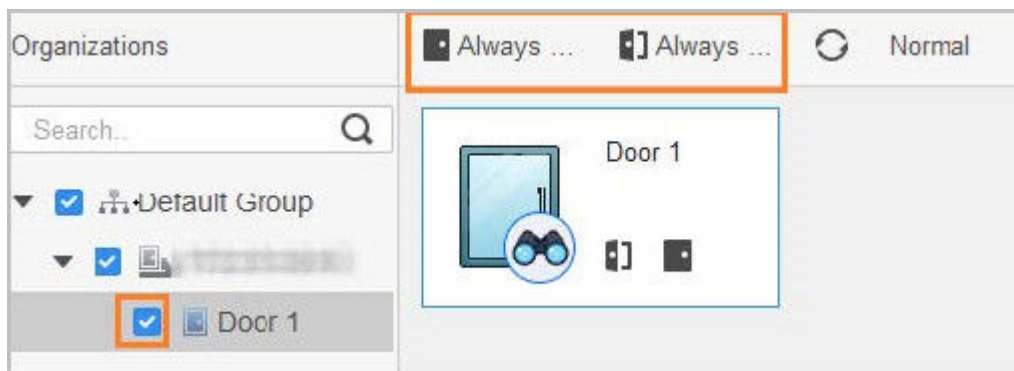 Organizations
Search..
Default Group
Door 1
Always ... Always ... Normal
Door 1